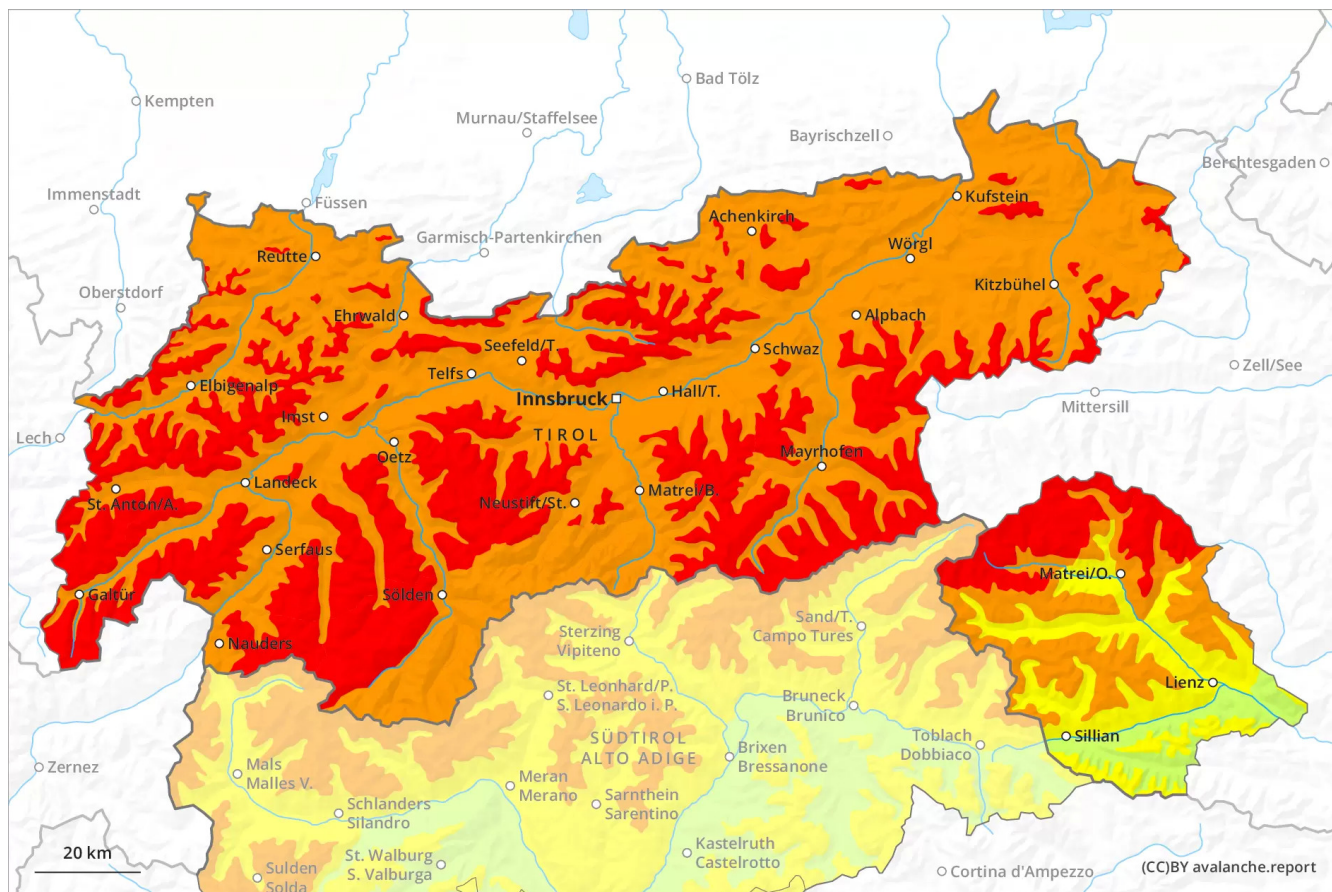 Bad Tölz
Kempten
Murnau/Staffelsee
Bayrischzell
Berchtesgaden
Immenstadt
Füssen
Kufstein
Achenkirch
Garmisch-Partenkirchen
Wörgl
Reutte
Kitzbühel
Oberstdorf
Ehrwald
Alpbach
Seefeld/T.
Schwaz
Zell/See
Telfs
Elbigenalp
Hall/T.
Mittersill
Innsbruck
Imst
Lech
TIROL
Oetz
Mayrhofen
Landeck
St. Anton/A.
Matrei/B.
Neustift/St.
Serfaus
Matrei/O.
Galtür
Sölden
Sand/T.
Campo Tures
Sterzing
Vipiteno
Nauders
Lienz
St. Leonhard/P.
S. Leonardo i. P.
Bruneck
Brunico
SÜDTIROL
ALTO ADIGE
Toblach
Dobbiaco
Sillian
Brixen
Bressanone
Zernez
Mals
Malles V.
Meran
Merano
Sarnthein
Sarentino
Schlanders
Silandro
20 km
St. Walburg
S. Valburga
Kastelruth
Castelrotto
Sulden
Solda
Cortina d'Ampezzo
(CC)BY avalanche.report